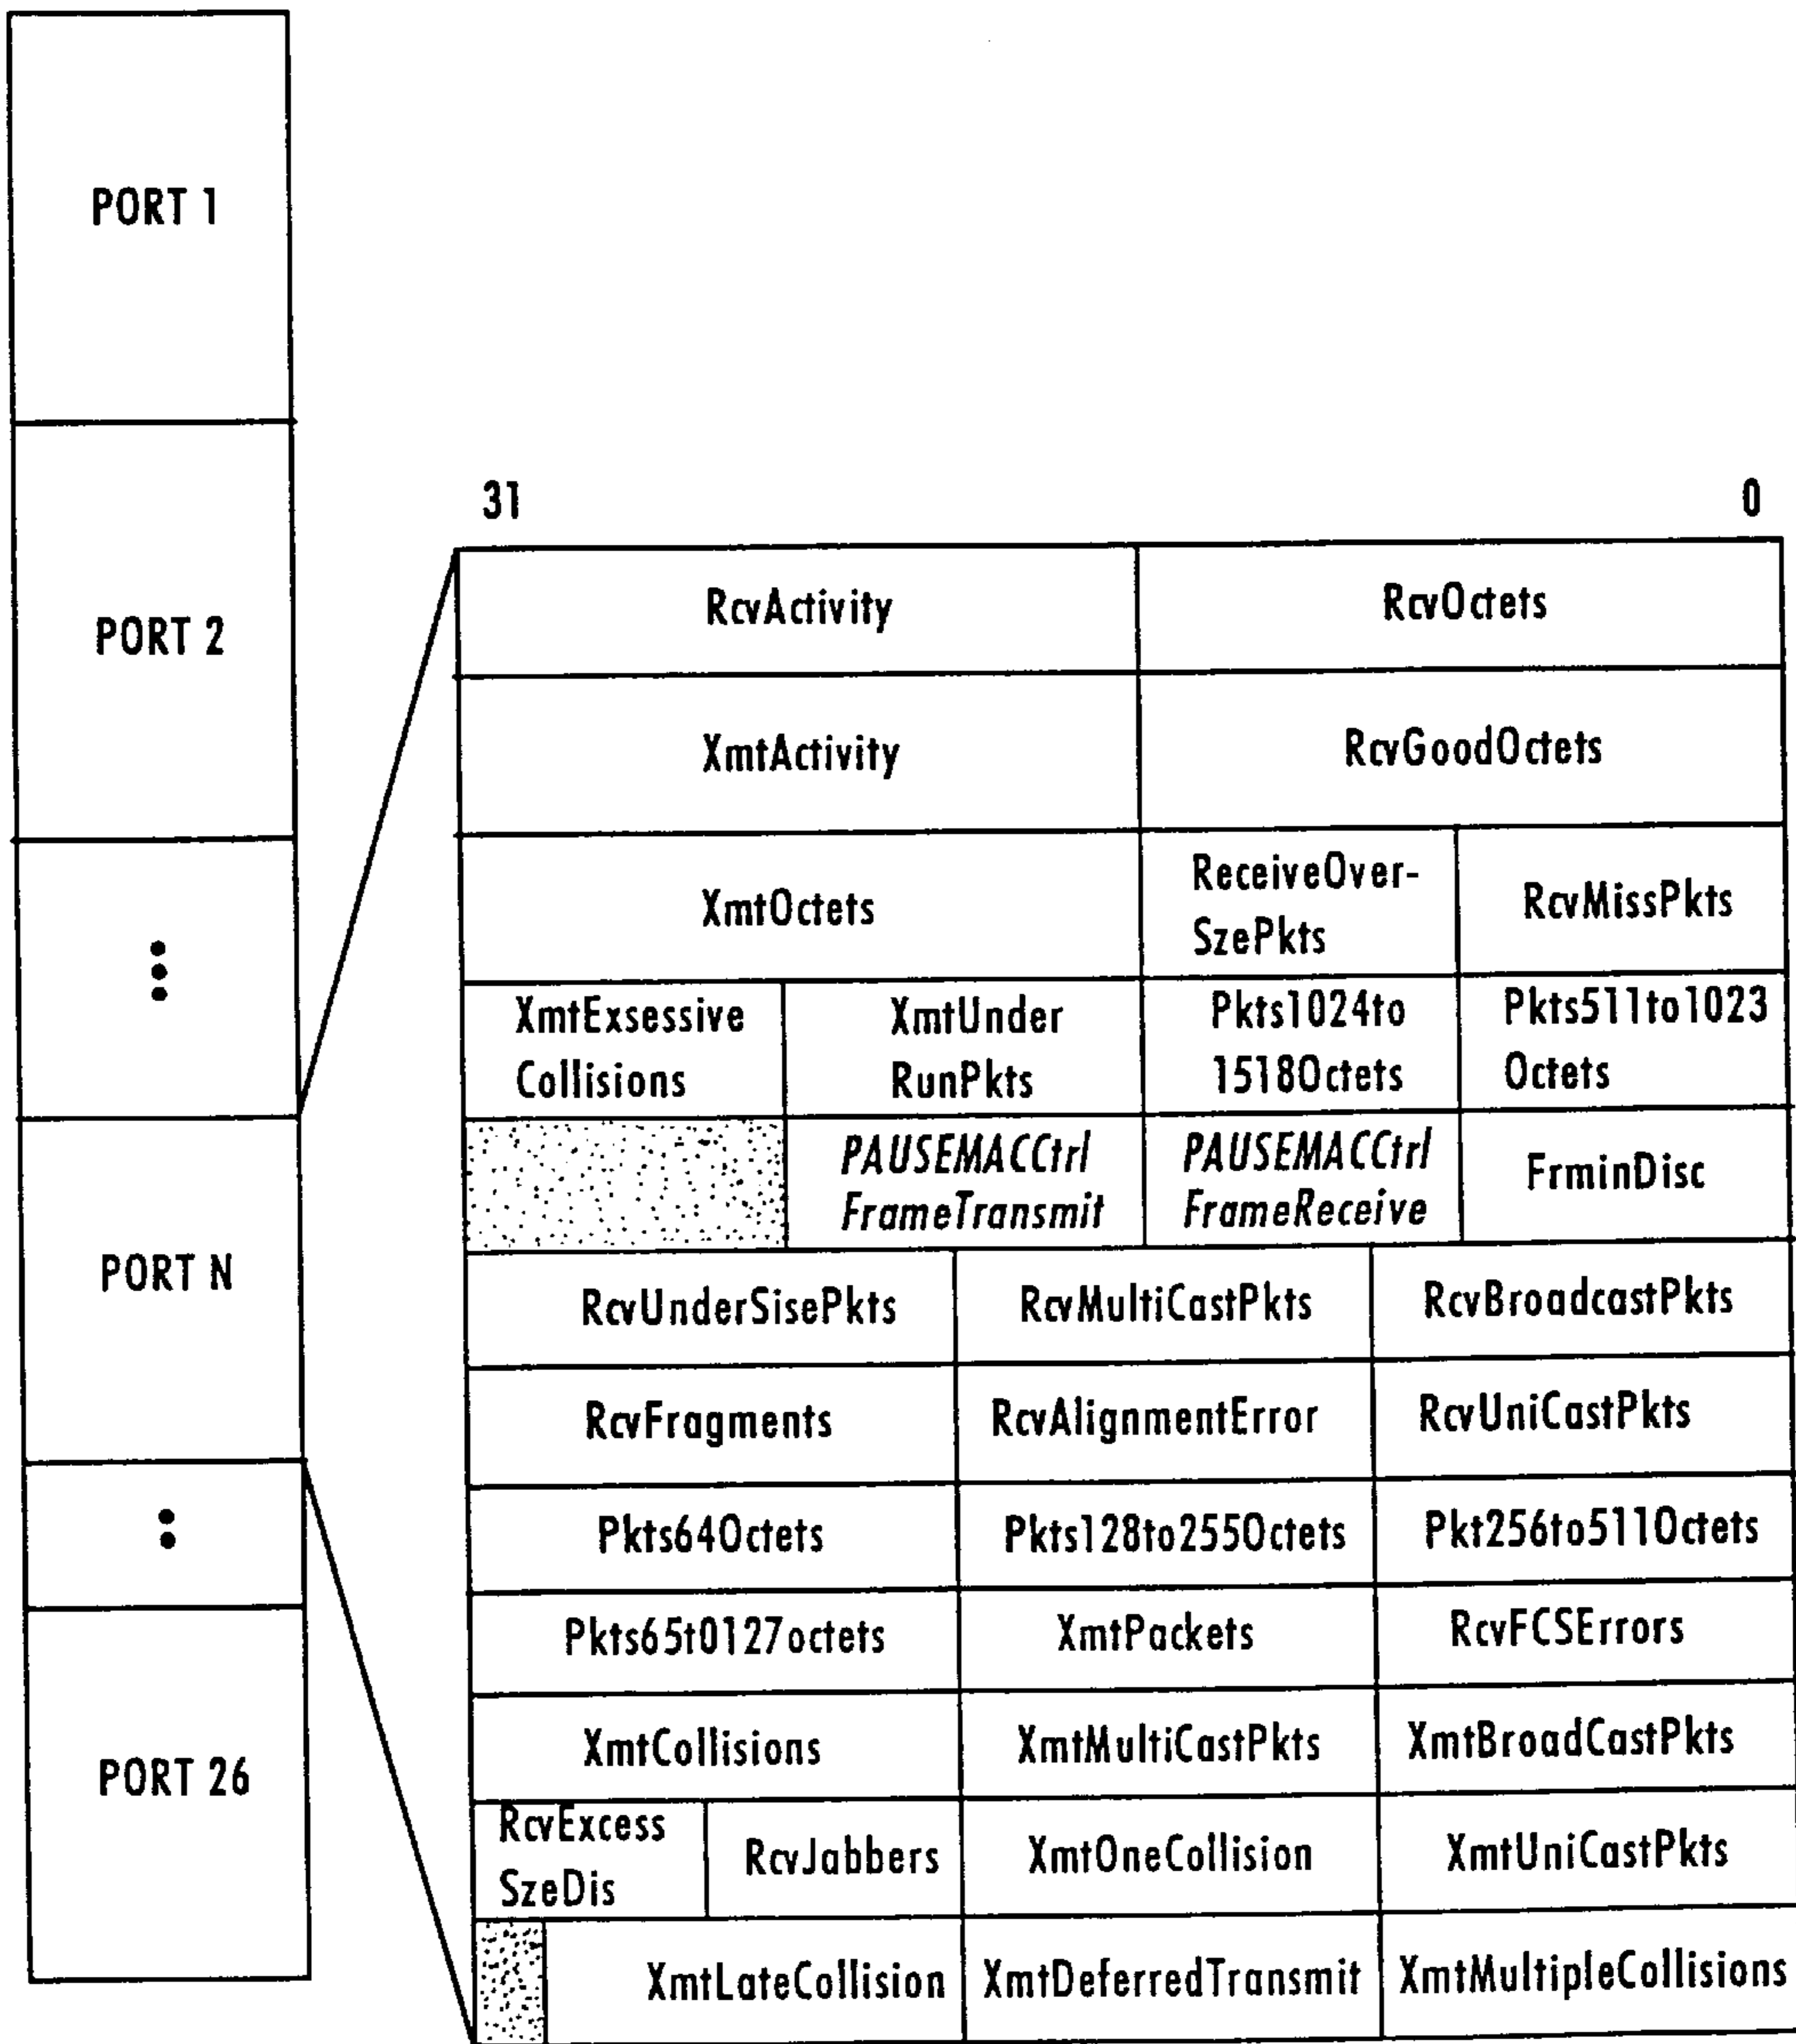 PORT 1
PORT 2
PORT N
PORT 26
31 0
RcvActivity RcvOctets
XmtActivity RcvGoodOctets
XmtOctets
ReceiveOver-
SzePkts
RcvMissPkts
XmtExsessive
Collisions
XmtUnder
RunPkts
Pkts1024to
1518Octets
Pkts511to1023
Octets
PAUSEMACCtrl
FrameTransmit
PAUSEMACCtrl
FrameReceive
FrminDisc
RcvUnderSisePkts RcvMultiCastPkts RcvBroadcastPkts
RcvFragments RcvAlignmentError RcvUniCastPkts
Pkts64Octets Pkts128to255Octets Pkt256to511Octets
Pkts65t0127octets XmtPackets RcvFCSErrors
XmtCollisions XmtMultiCastPkts XmtBroadCastPkts
RcvExcess
SzeDis
RcvJabbers XmtOneCollision XmtUniCastPkts
XmtLateCollision XmtDeferredTransmit XmtMultipleCollisions